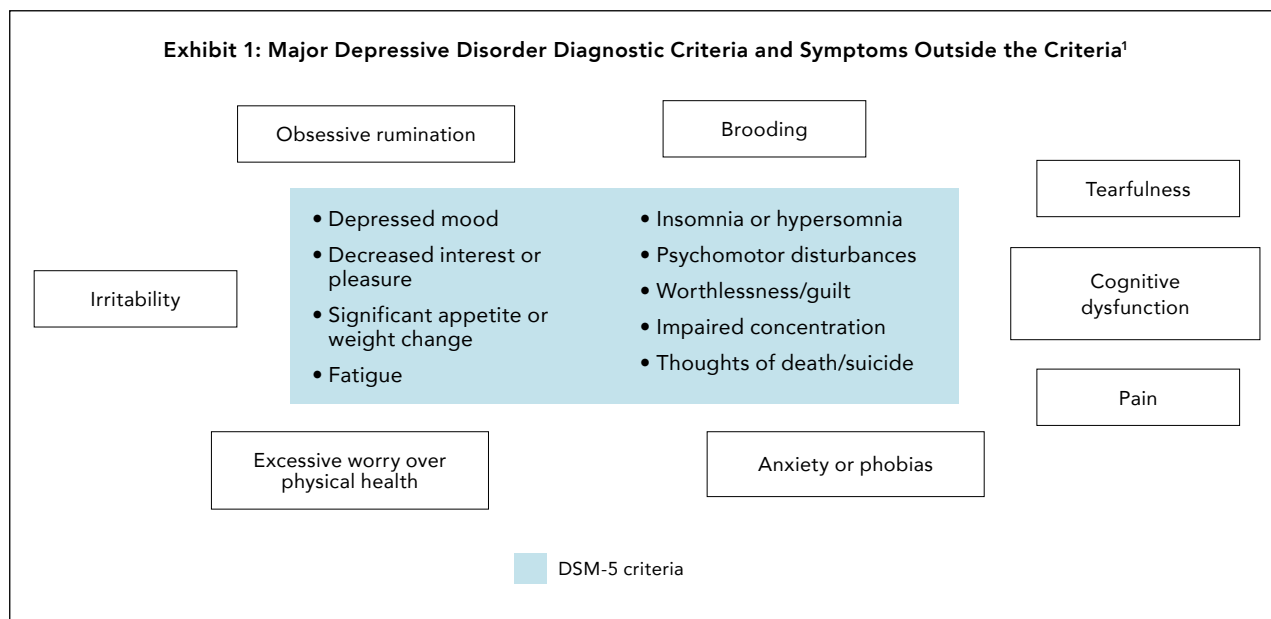 Exhibit 1: Major Depressive Disorder Diagnostic Criteria and Symptoms Outside the Criteria¹
Obsessive rumination
Brooding
Tearfulness
Irritability
• Depressed mood
• Decreased interest or
pleasure
• Significant appetite or
weight change
• Fatigue
• Insomnia or hypersomnia
• Psychomotor disturbances
• Worthlessness/guilt
• Impaired concentration
• Thoughts of death/suicide
Cognitive
dysfunction
Pain
Excessive worry over
physical health
Anxiety or phobias
DSM-5 criteria